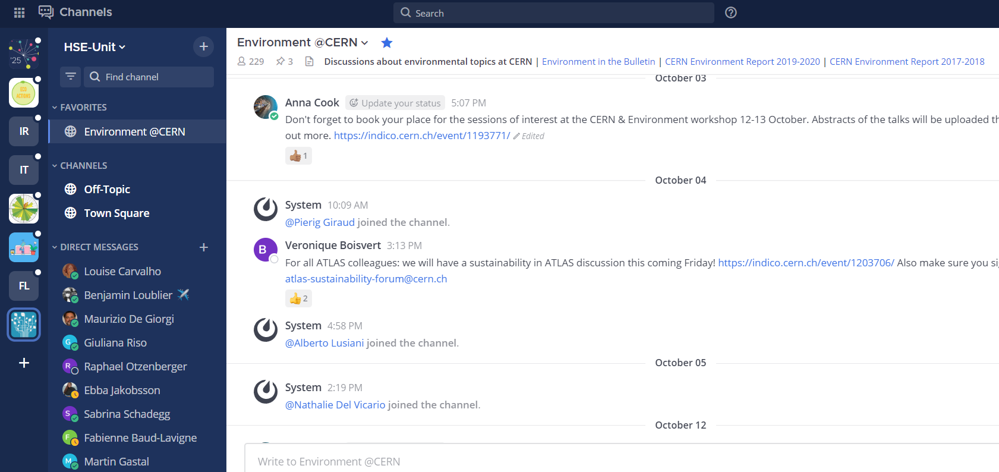 Channels
Search
'25
ECO
ACTIONS
IR
IT
FL
HSE-Unit
Find channel
FAVORITES
Environment @CERN
CHANNELS
Off-Topic
Town Square
DIRECT MESSAGES
Louise Carvalho
Benjamin Loublier ✈️
Maurizio De Giorgi
G Giuliana Riso
R Raphael Otzenberger
Ebba Jakobsson
S Sabrina Schadegg
F Fabienne Baud-Lavigne
M Martin Gastal
Environment @CERN
229 3 Discussions about environmental topics at CERN | Environment in the Bulletin | CERN Environment Report 2019-2020 | CERN Environment Report 2017-2018
October 03
Anna Cook Update your status 5:07 PM
Don't forget to book your place for the sessions of interest at the CERN & Environment workshop 12-13 October. Abstracts of the talks will be uploaded
out more. https://indico.cern.ch/event/1193771/ Edited
👍🏽 1
October 04
System 10:09 AM
@Pierig Giraud joined the channel.
B Veronique Boisvert 3:13 PM
For all ATLAS colleagues: we will have a sustainability in ATLAS discussion this coming Friday! https://indico.cern.ch/event/1203706/ Also make sure you
atlas-sustainability-forum@cern.ch
👍 2
System 4:58 PM
@Alberto Lusiani joined the channel.
October 05
System 2:19 PM
@Nathalie Del Vicario joined the channel.
October 12
Write to Environment @CERN